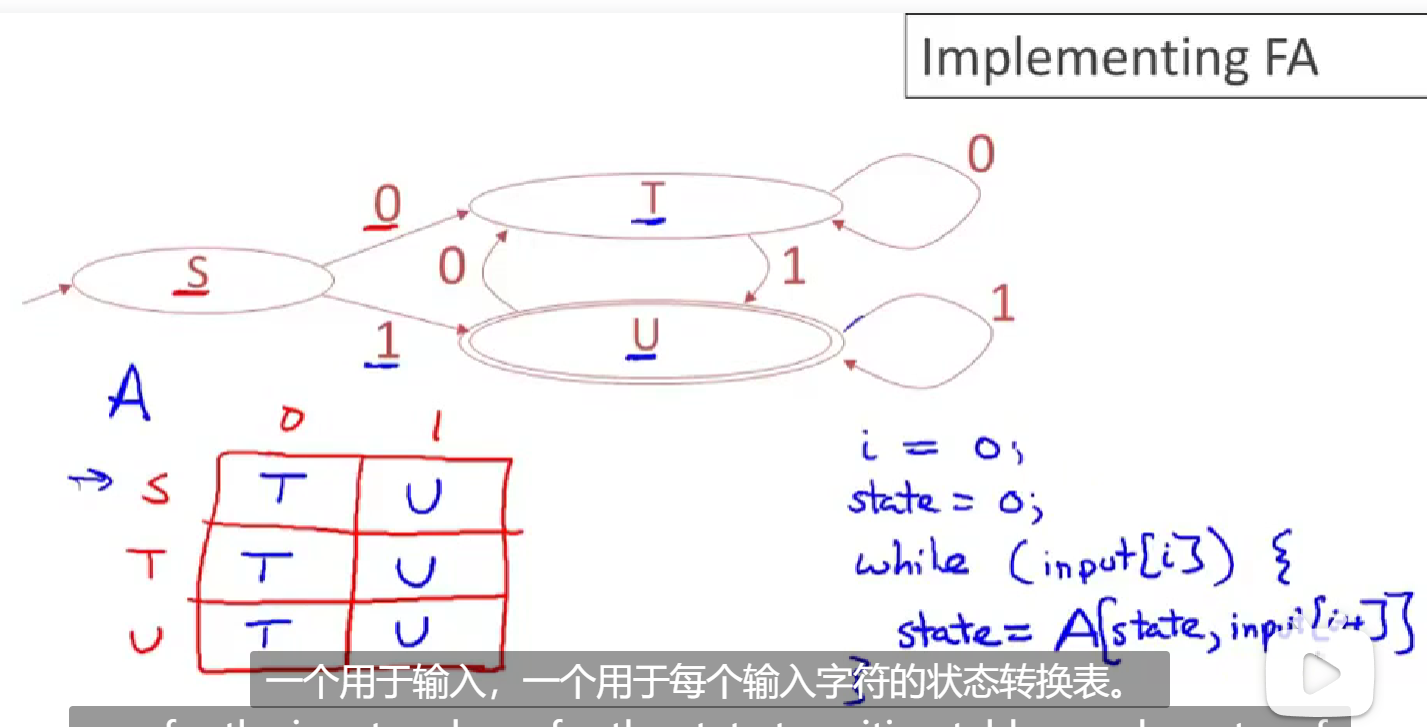 Implementing FA
0
0
T
S
0
1
1
1
U
A
0 1
i = 0;
S T U
state = 0;
T T U
while (input[i]) {
U T U
state = A[state, input[i++]]
}
一个用于输入，一个用于每个输入字符的状态转换表。